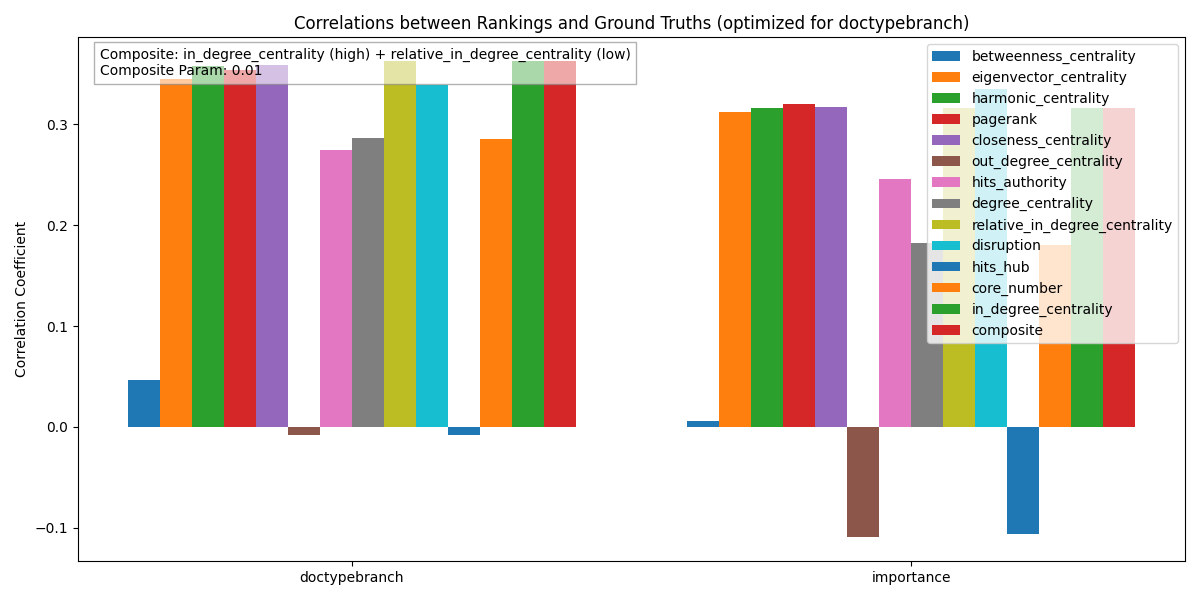 Correlations between Rankings and Ground Truths (optimized for doctypebranch)
Composite: in_degree_centrality (high) + relative_in_degree_centrality (low)
Composite Param: 0.01
betweenness_centrality
eigenvector_centrality
harmonic_centrality
pagerank
closeness_centrality
out_degree_centrality
hits_authority
degree_centrality
relative_in_degree_centrality
disruption
hits_hub
core_number
in_degree_centrality
composite
Correlation Coefficient
0.3
0.2
0.1
0.0
−0.1
doctypebranch
importance